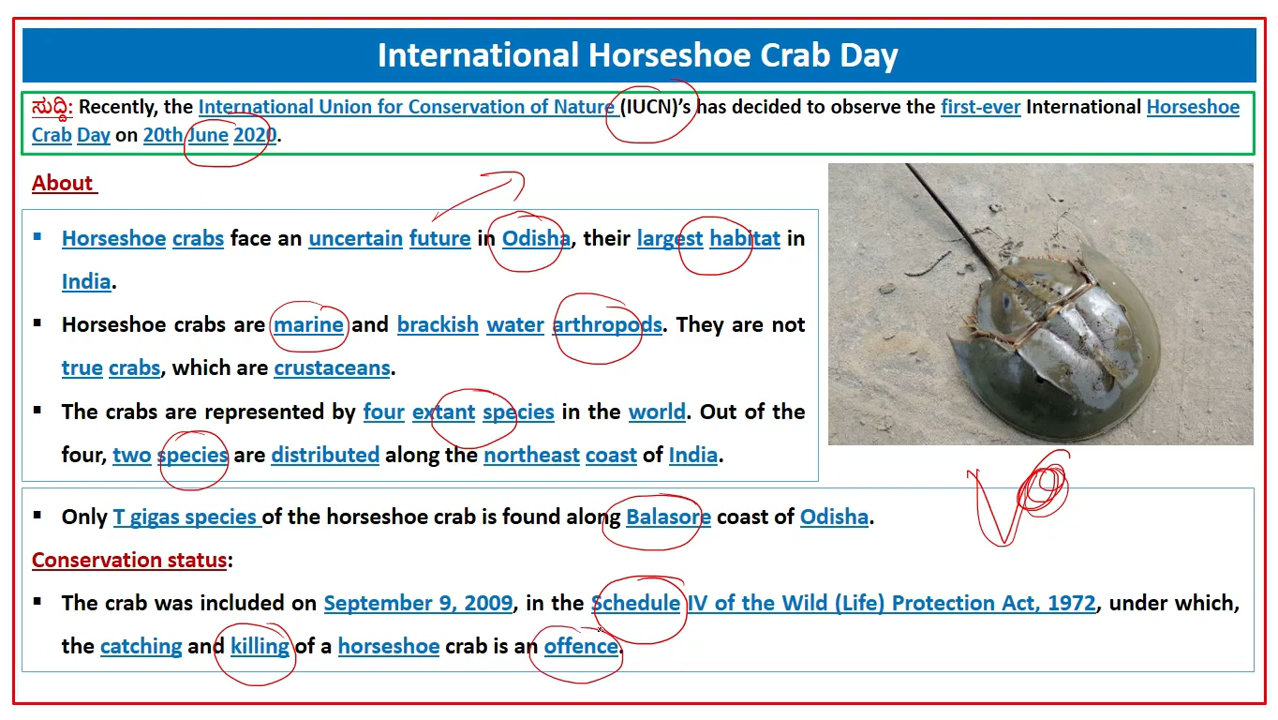 International Horseshoe Crab Day
ಸುದ್ದಿ: Recently, the International Union for Conservation of Nature (IUCN)’s has decided to observe the first-ever International Horseshoe
Crab Day on 20th June 2020.
About
▪ Horseshoe crabs face an uncertain future in Odisha, their largest habitat in
India.
▪ Horseshoe crabs are marine and brackish water arthropods. They are not
true crabs, which are crustaceans.
▪ The crabs are represented by four extant species in the world. Out of the
four, two species are distributed along the northeast coast of India.
▪ Only T gigas species of the horseshoe crab is found along Balasore coast of Odisha.
Conservation status:
▪ The crab was included on September 9, 2009, in the Schedule IV of the Wild (Life) Protection Act, 1972, under which,
the catching and killing of a horseshoe crab is an offence.